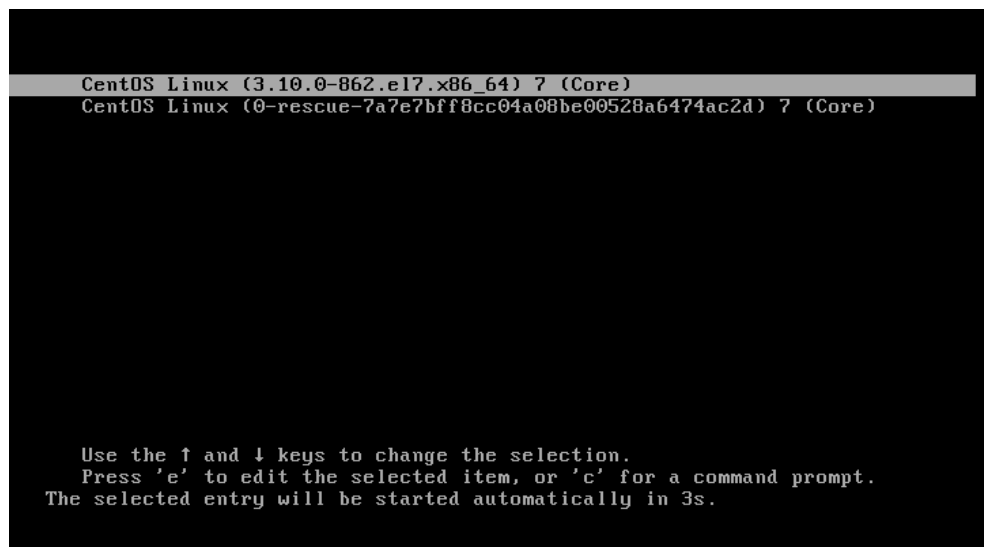 CentOS Linux (3.10.0-862.el7.x86_64) 7 (Core)
CentOS Linux (0-rescue-7a7e7bff8cc04a08be00528a6474ac2d) 7 (Core)
Use the ↑ and ↓ keys to change the selection.
Press 'e' to edit the selected item, or 'c' for a command prompt.
The selected entry will be started automatically in 3s.